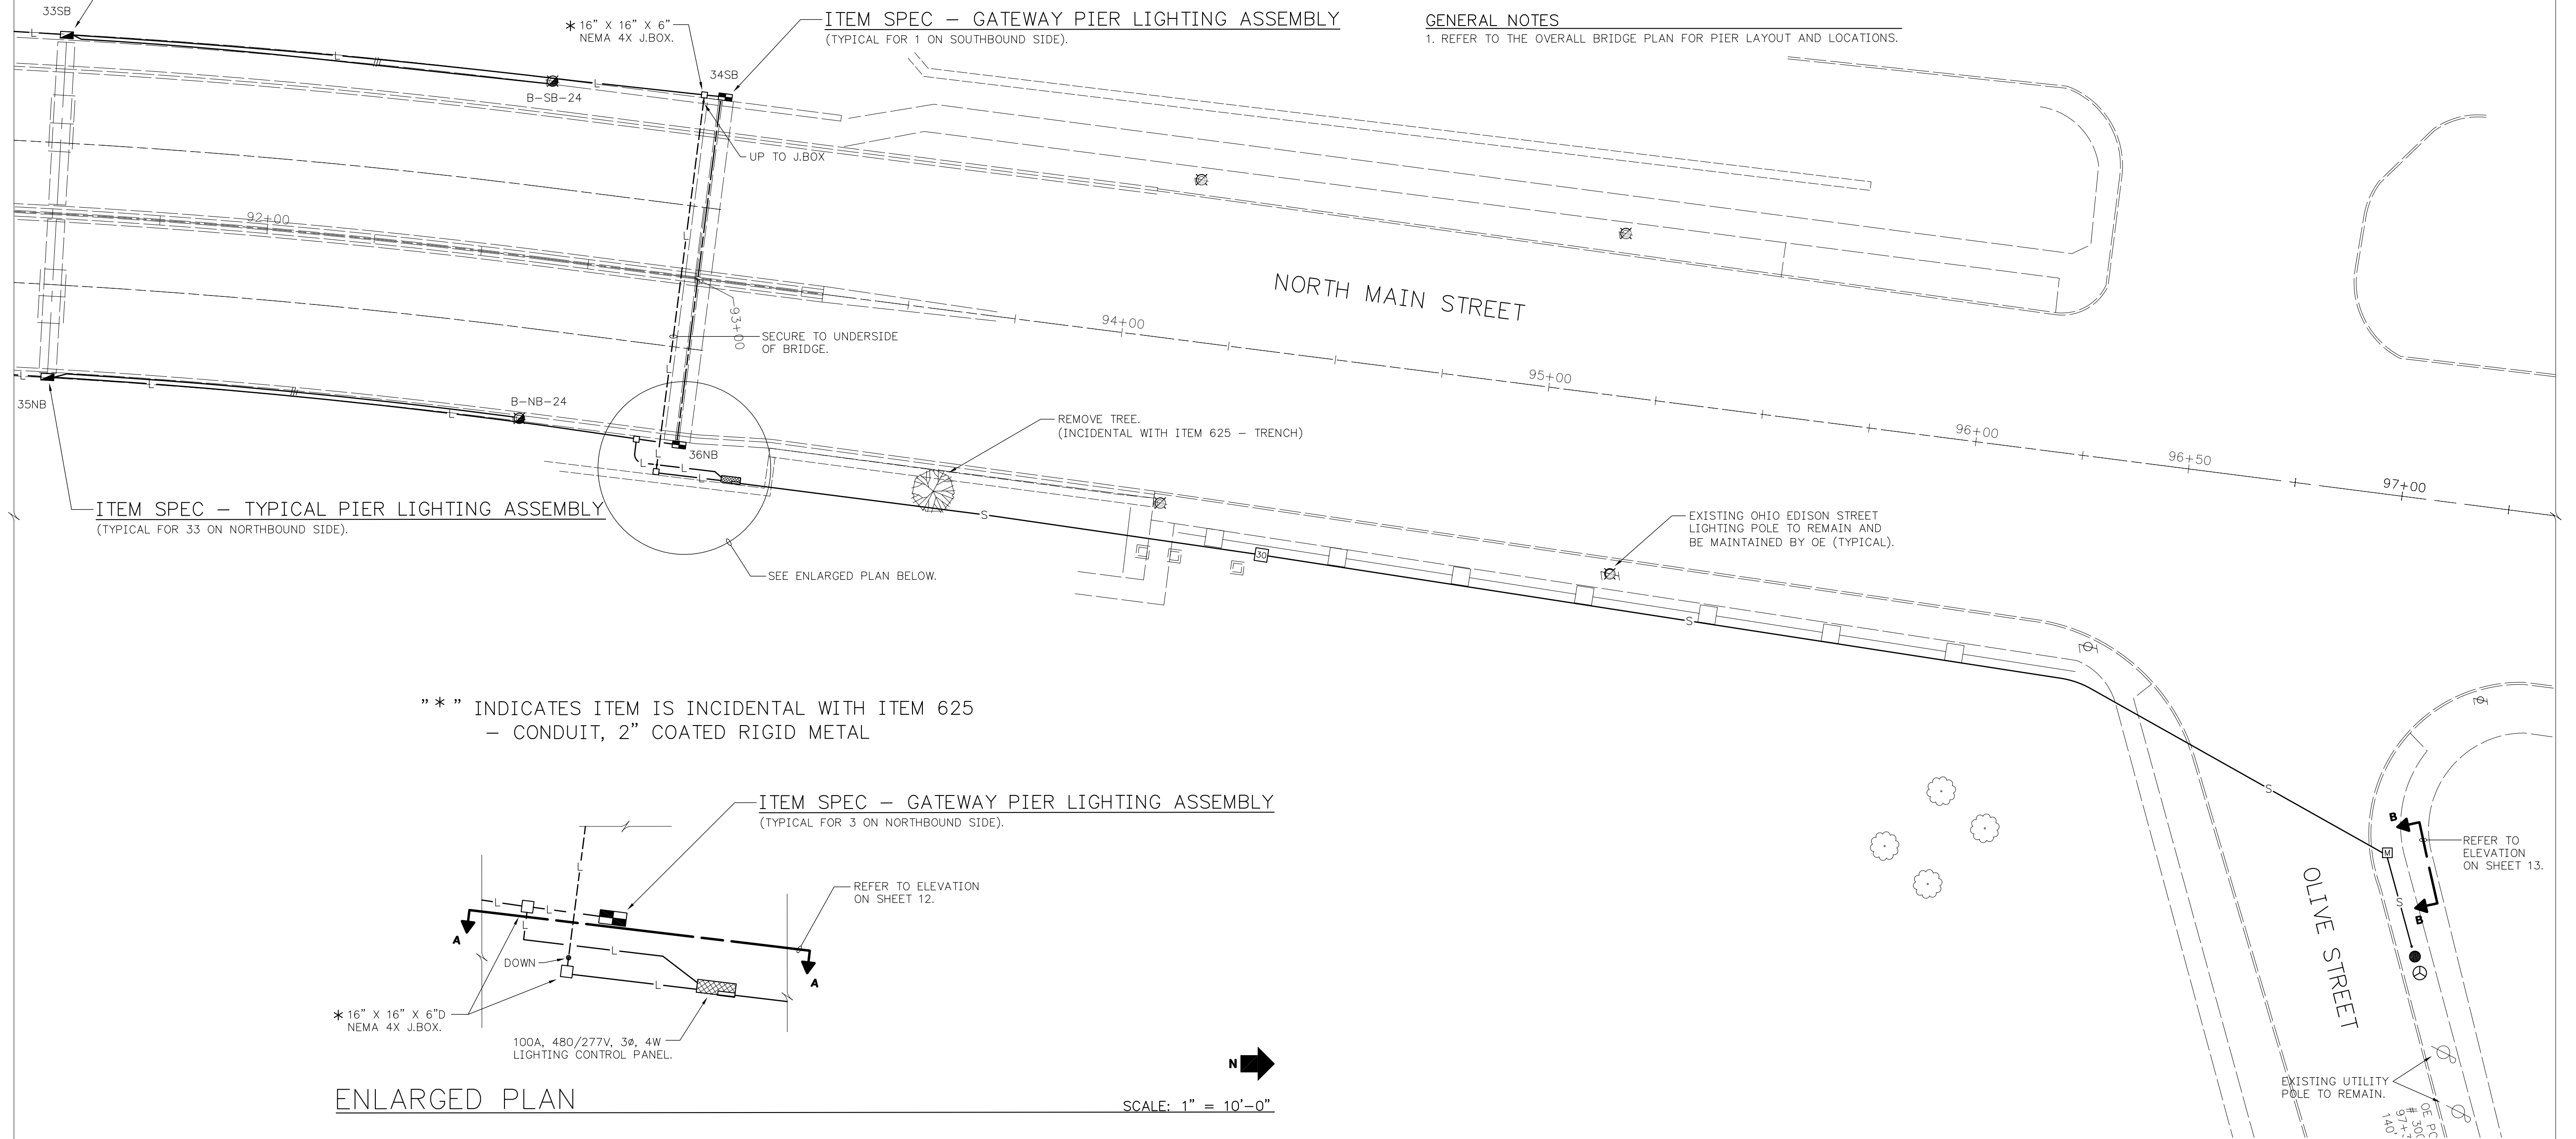 33SB
* 16" X 16" X 6"
NEMA 4X J.BOX.
34SB
ITEM SPEC – GATEWAY PIER LIGHTING ASSEMBLY
(TYPICAL FOR 1 ON SOUTHBOUND SIDE).
GENERAL NOTES
1. REFER TO THE OVERALL BRIDGE PLAN FOR PIER LAYOUT AND LOCATIONS.
L
L
L
B-SB-24
UP TO J.BOX
92+00
L
NORTH MAIN STREET
93+00
94+00
SECURE TO UNDERSIDE
OF BRIDGE.
95+00
L
L
L
L
35NB
B-NB-24
REMOVE TREE.
(INCIDENTAL WITH ITEM 625 – TRENCH)
96+00
96+50
97+00
L
36NB
L
L
L
ITEM SPEC – TYPICAL PIER LIGHTING ASSEMBLY
(TYPICAL FOR 33 ON NORTHBOUND SIDE).
S
EXISTING OHIO EDISON STREET
LIGHTING POLE TO REMAIN AND
BE MAINTAINED BY OE (TYPICAL).
30
SEE ENLARGED PLAN BELOW.
S
"*" INDICATES ITEM IS INCIDENTAL WITH ITEM 625
– CONDUIT, 2" COATED RIGID METAL
S
ITEM SPEC – GATEWAY PIER LIGHTING ASSEMBLY
(TYPICAL FOR 3 ON NORTHBOUND SIDE).
B
REFER TO
ELEVATION
ON SHEET 13.
M
L
REFER TO ELEVATION
ON SHEET 12.
L
L
L
A
L
S
B
DOWN
A
L
OLIVE STREET
* 16" X 16" X 6"D
NEMA 4X J.BOX.
100A, 480/277V, 3ø, 4W
LIGHTING CONTROL PANEL.
N
ENLARGED PLAN
SCALE: 1" = 10'-0"
EXISTING UTILITY
POLE TO REMAIN.